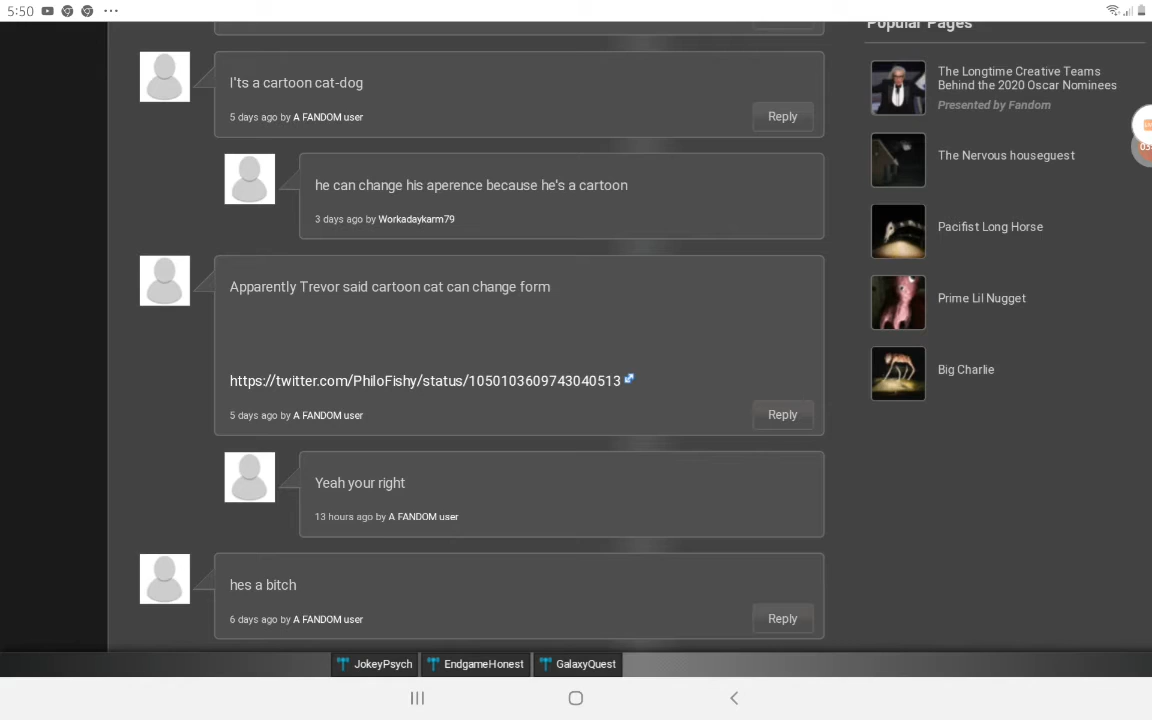 5:50
Popular Pages
I'ts a cartoon cat-dog
5 days ago by A FANDOM user
Reply
he can change his aperence because he's a cartoon
3 days ago by Workadaykarm79
Apparently Trevor said cartoon cat can change form
https://twitter.com/PhiloFishy/status/1050103609743040513
5 days ago by A FANDOM user
Reply
Yeah your right
13 hours ago by A FANDOM user
hes a bitch
6 days ago by A FANDOM user
Reply
The Longtime Creative Teams
Behind the 2020 Oscar Nominees
Presented by Fandom
The Nervous houseguest
Pacifist Long Horse
Prime Lil Nugget
Big Charlie
JokeyPsych
EndgameHonest
GalaxyQuest